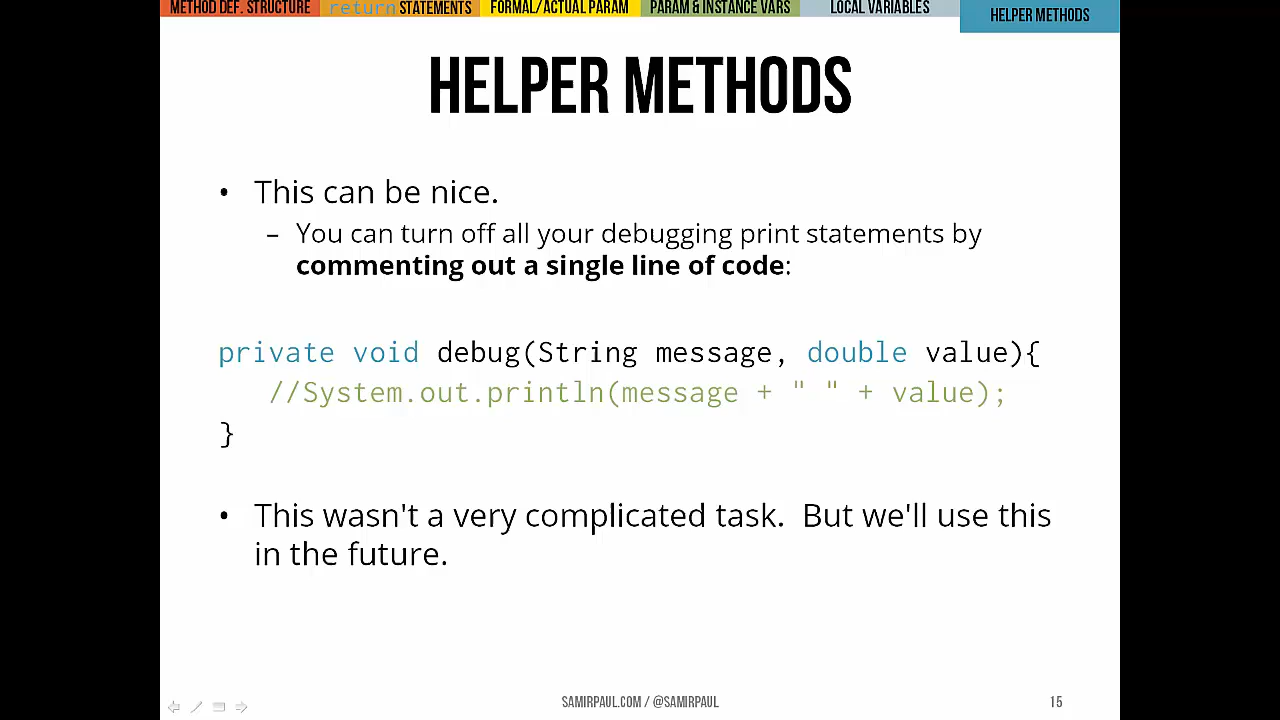 METHOD DEF. STRUCTURE return STATEMENTS FORMAL/ACTUAL PARAM PARAM & INSTANCE VARS LOCAL VARIABLES HELPER METHODS
HELPER METHODS
• This can be nice.
– You can turn off all your debugging print statements by
commenting out a single line of code:
private void debug(String message, double value){
//System.out.println(message + " " + value);
}
• This wasn't a very complicated task. But we'll use this
in the future.
SAMIRPAUL.COM / @SAMIRPAUL 15